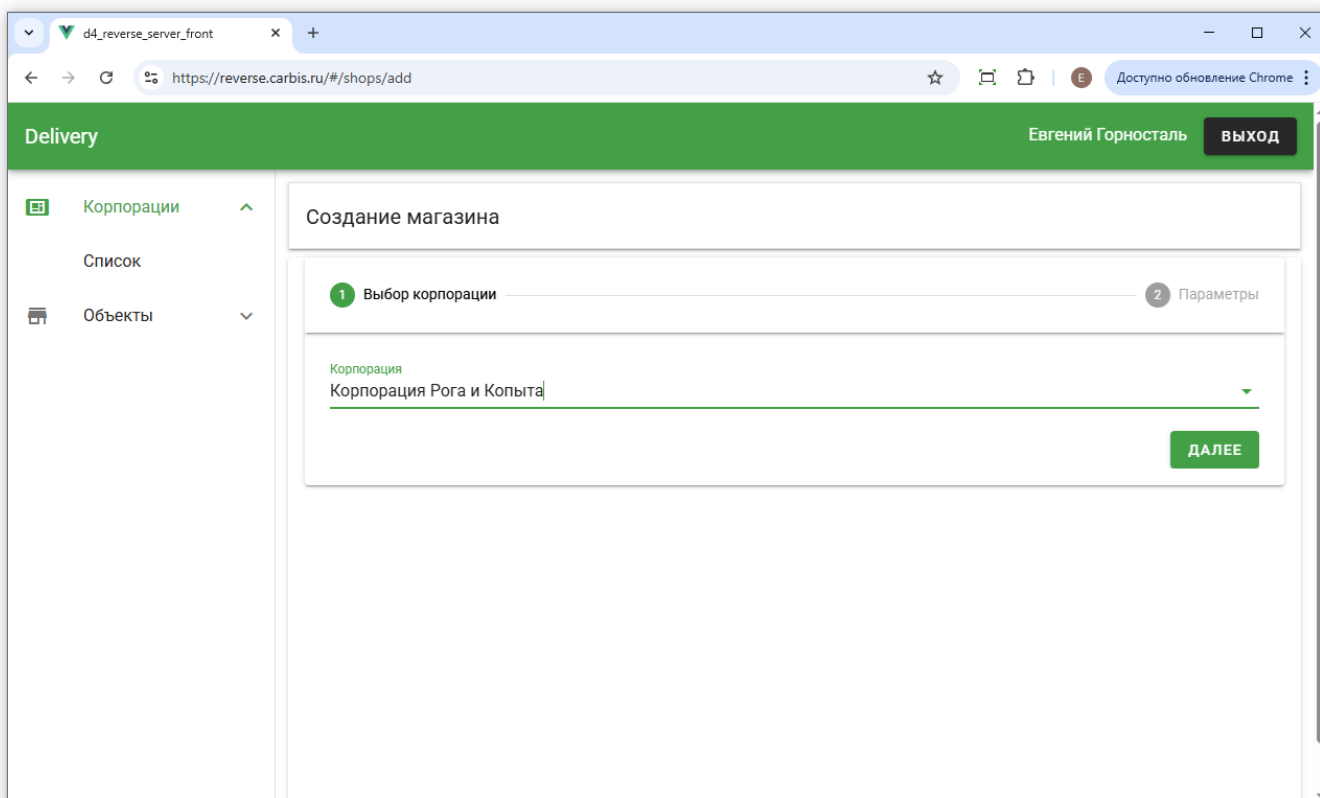 d4_reverse_server_front
https://reverse.carbis.ru/#/shops/add
E
Доступно обновление Chrome
Delivery
Евгений Горносталь
ВЫХОД
Корпорации
Список
Объекты
Создание магазина
1 Выбор корпорации
2 Параметры
Корпорация
Корпорация Рога и Копыта
ДАЛЕЕ